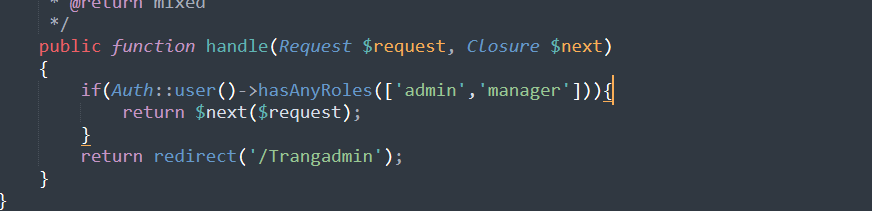 * @return mixed
*/
public function handle(Request $request, Closure $next)
{
if(Auth::user()->hasAnyRoles(['admin','manager'])){
return $next($request);
}
return redirect('/Trangadmin');
}
}